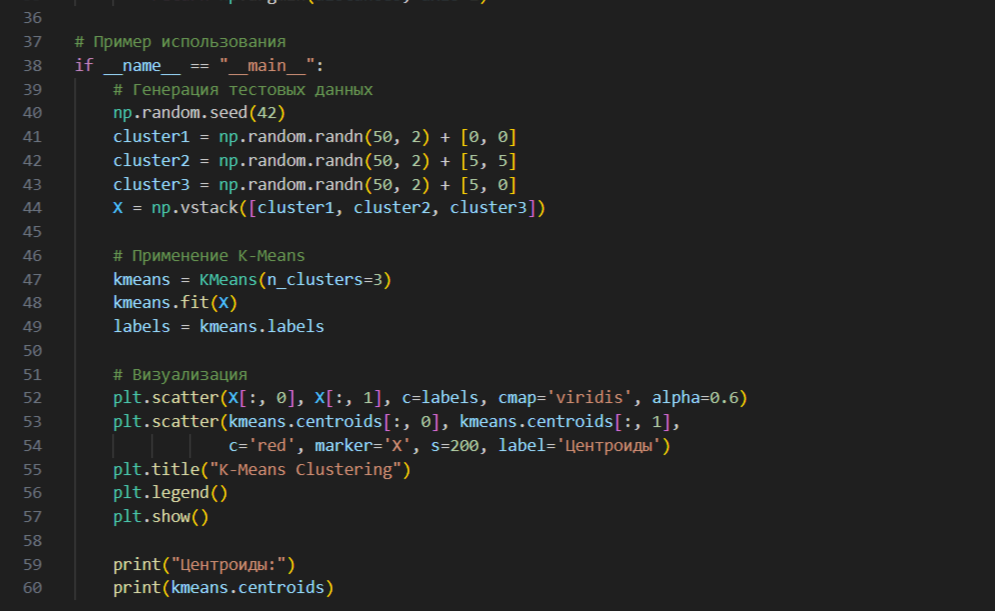 36
37 # Пример использования
38 if __name__ == "__main__":
39 # Генерация тестовых данных
40 np.random.seed(42)
41 cluster1 = np.random.randn(50, 2) + [0, 0]
42 cluster2 = np.random.randn(50, 2) + [5, 5]
43 cluster3 = np.random.randn(50, 2) + [5, 0]
44 X = np.vstack([cluster1, cluster2, cluster3])
45
46 # Применение K-Means
47 kmeans = KMeans(n_clusters=3)
48 kmeans.fit(X)
49 labels = kmeans.labels
50
51 # Визуализация
52 plt.scatter(X[:, 0], X[:, 1], c=labels, cmap='viridis', alpha=0.6)
53 plt.scatter(kmeans.centroids[:, 0], kmeans.centroids[:, 1],
54 c='red', marker='X', s=200, label='Центроиды')
55 plt.title("K-Means Clustering")
56 plt.legend()
57 plt.show()
58
59 print("Центроиды:")
60 print(kmeans.centroids)